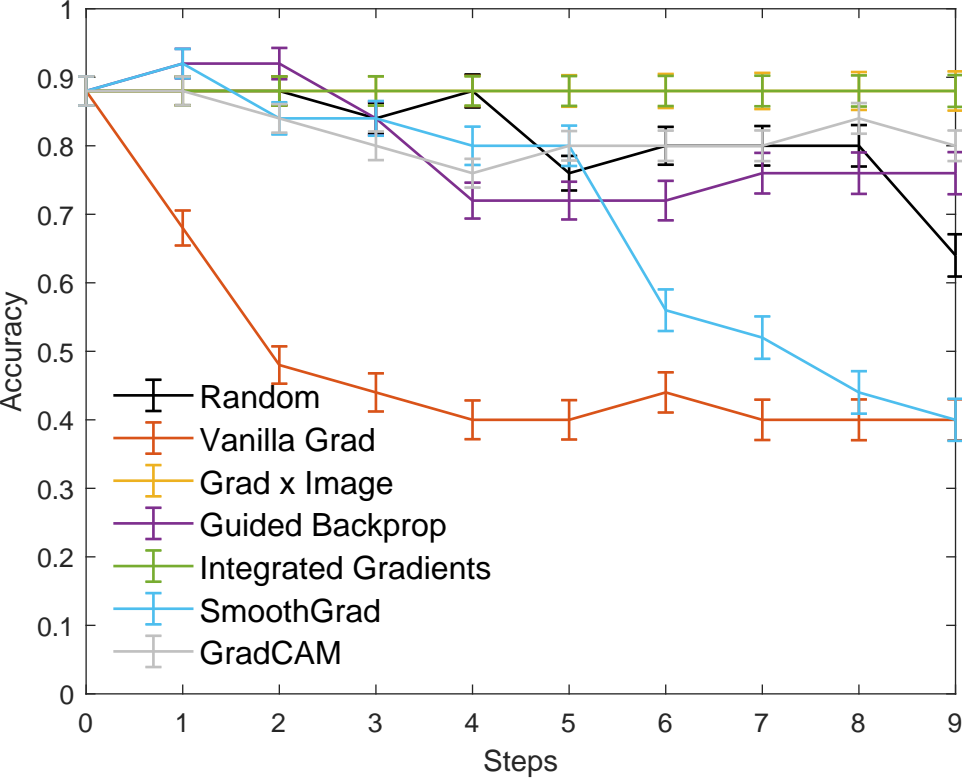 1
0.9
0.8
0.7
0.6
0.5
0.4
0.3
0.2
0.1
0
Accuracy
Random
Vanilla Grad
Grad x Image
Guided Backprop
Integrated Gradients
SmoothGrad
GradCAM
0 1 2 3 4 5 6 7 8 9
Steps